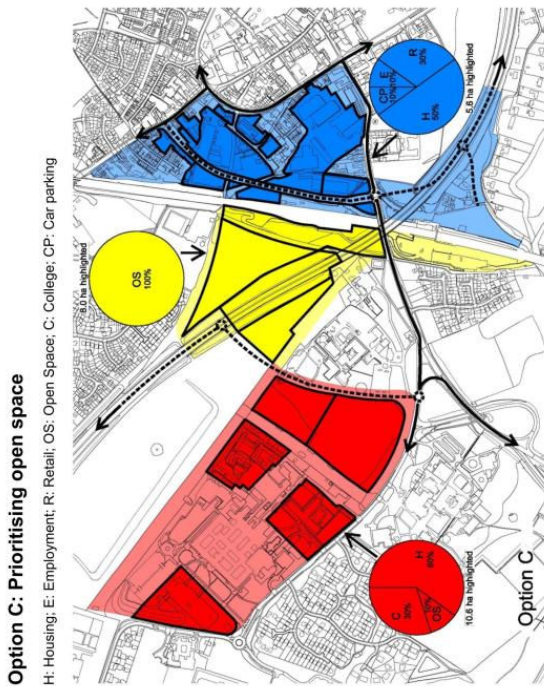 Option C: Prioritising open space
H: Housing; E: Employment; R: Retail; OS: Open Space; C: College; CP: Car parking
8.0 ha highlighted
OS
100%
CP
10%
E
10%
R
30%
H
50%
5.6 ha highlighted
C
30%
H
60%
10%
OS
10.6 ha highlighted
Option C